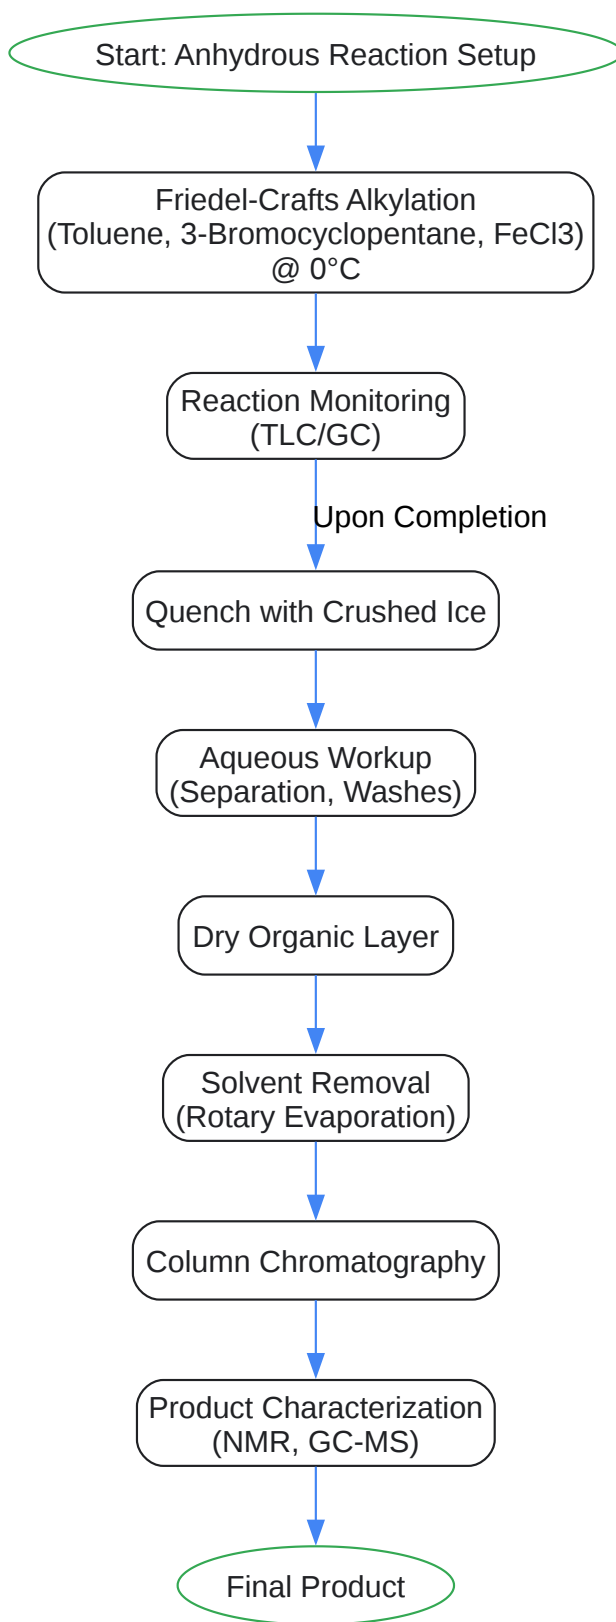 Start: Anhydrous Reaction Setup
Friedel-Crafts Alkylation
(Toluene, 3-Bromocyclopentane, FeCl3)
@ 0°C
Reaction Monitoring
(TLC/GC)
Upon Completion
Quench with Crushed Ice
Aqueous Workup
(Separation, Washes)
Dry Organic Layer
Solvent Removal
(Rotary Evaporation)
Column Chromatography
Product Characterization
(NMR, GC-MS)
Final Product